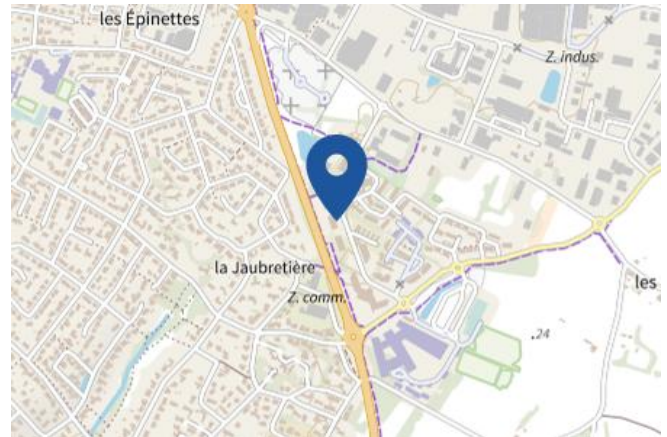 les Épinettes
Z. indus.
la Jaubretière
Z. comm.
les
24